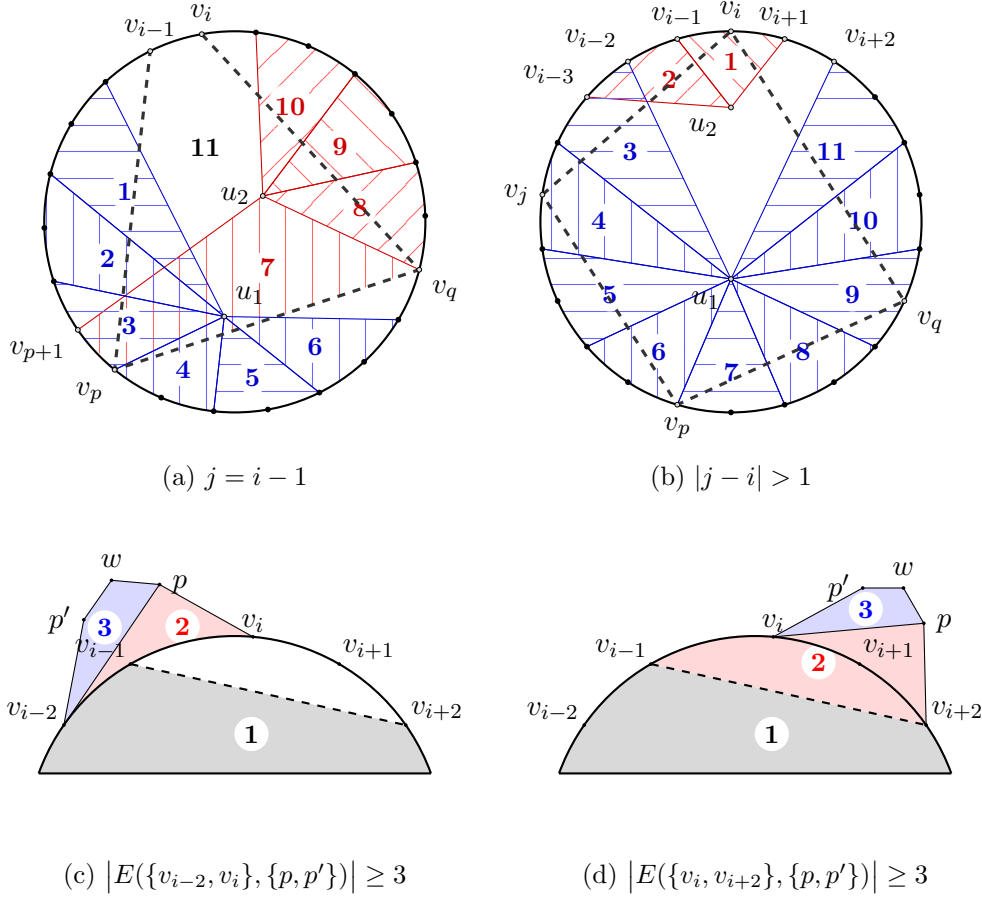 v_i
v_{i−1}
10
9
11
1
u_2
8
2
7
u_1
v_q
3
6
v_{p+1}
4
5
v_p
(a) j = i − 1
v_i
v_{i−1}
v_{i+1}
v_{i−2}
v_{i+2}
v_{i−3}
1
2
u_2
3
11
v_j
4
10
u_1
5
9
v_q
6
7
8
v_p
(b) |j − i| > 1
w
p
p′
3
2
v_i
v_{i−1}
v_{i+1}
v_{i−2}
v_{i+2}
1
(c) |E({v_{i−2}, v_i}, {p, p′})| ≥ 3
p′
w
3
p
v_i
v_{i−1}
2
v_{i+1}
v_{i−2}
v_{i+2}
1
(d) |E({v_i, v_{i+2}}, {p, p′})| ≥ 3